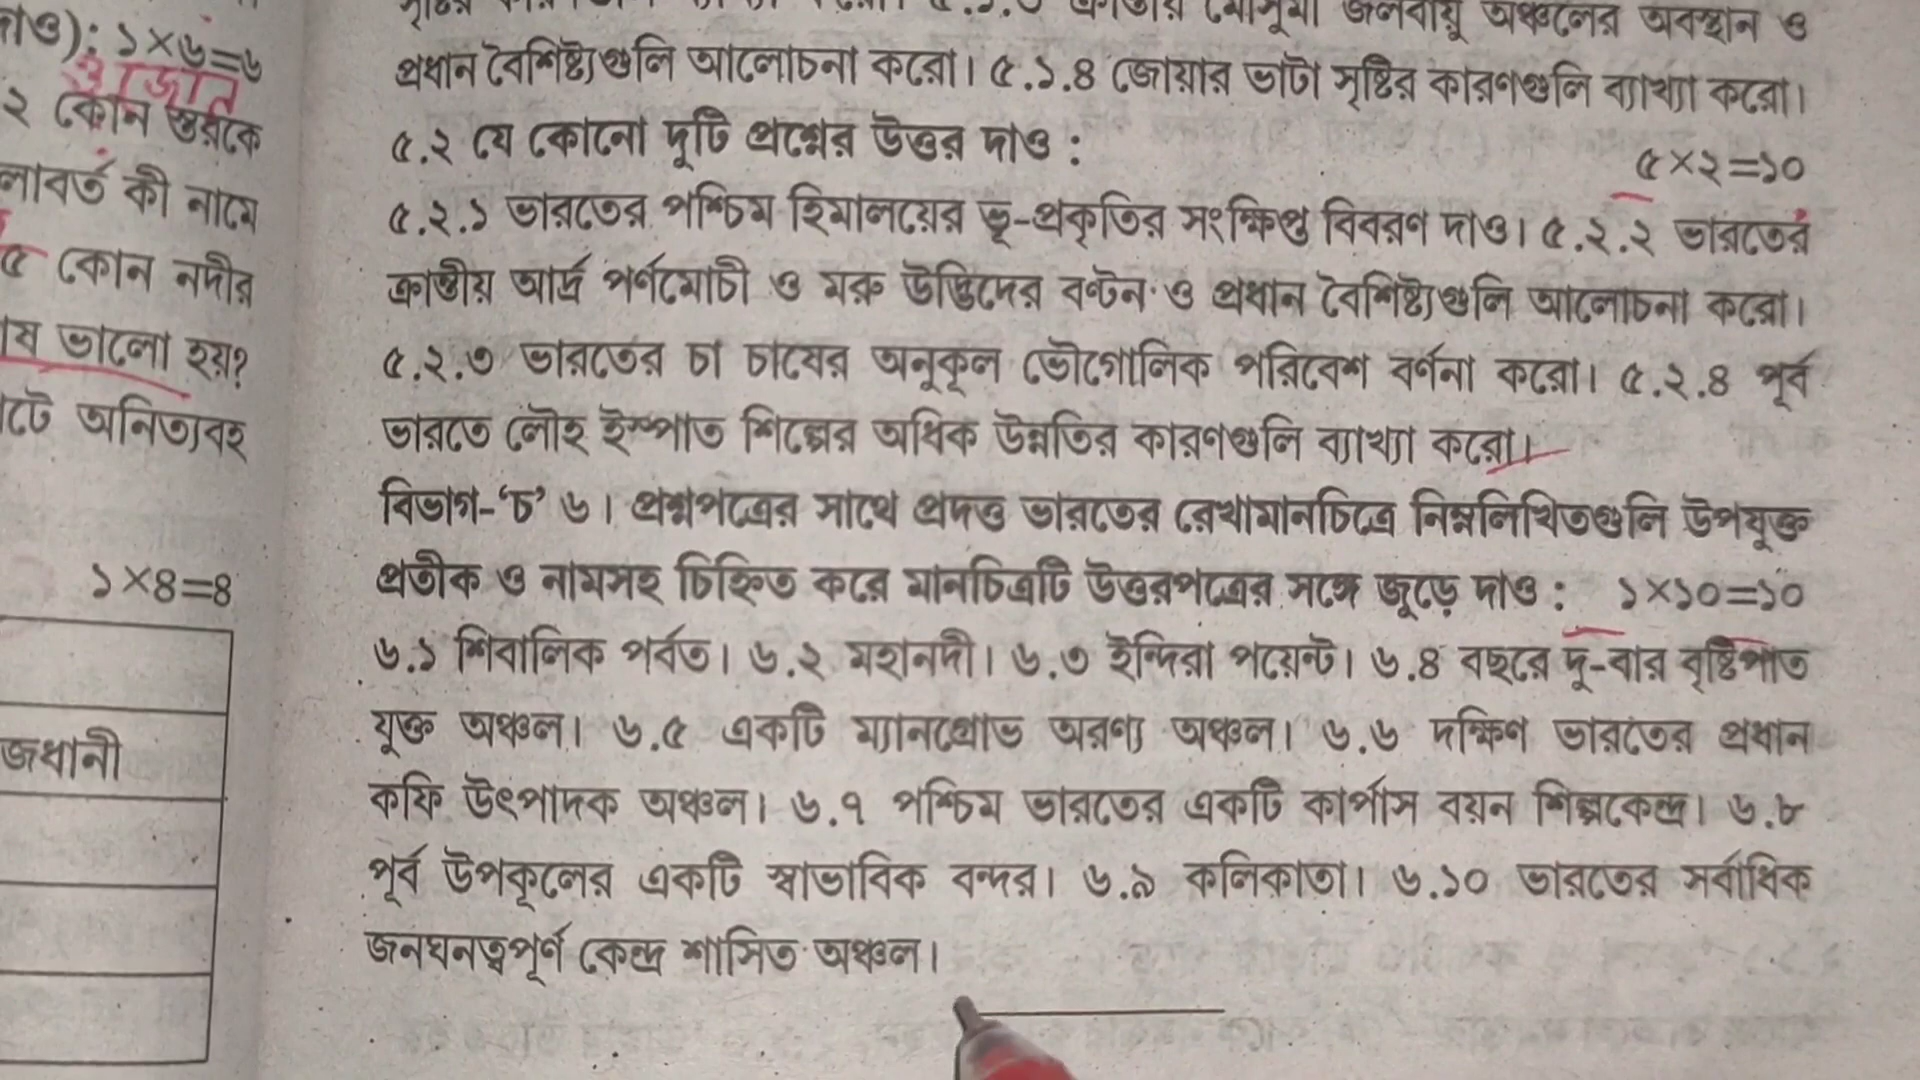 দাও): ১×৬=৬
২ কোন স্তরকে
লাবর্ত কী নামে
৫ কোন নদীর
ষ ভালো হয়?
টে অনিত্যবহ
১×৪=৪
জধানী
জলবায়ু অঞ্চলের অবস্থান ও
প্রধান বৈশিষ্ট্যগুলি আলোচনা করো। ৫.১.৪ জোয়ার ভাটা সৃষ্টির কারণগুলি ব্যাখ্যা করো।
৫.২ যে কোনো দুটি প্রশ্নের উত্তর দাও : ৫×২=১০
৫.২.১ ভারতের পশ্চিম হিমালয়ের ভূ-প্রকৃতির সংক্ষিপ্ত বিবরণ দাও। ৫.২.২ ভারতের
ক্রান্তীয় আর্দ্র পর্ণমোচী ও মরু উদ্ভিদের বণ্টন ও প্রধান বৈশিষ্ট্যগুলি আলোচনা করো।
৫.২.৩ ভারতের চা চাষের অনুকূল ভৌগোলিক পরিবেশ বর্ণনা করো। ৫.২.৪ পূর্ব
ভারতে লৌহ ইস্পাত শিল্পের অধিক উন্নতির কারণগুলি ব্যাখ্যা করো।
বিভাগ-‘চ’ ৬। প্রশ্নপত্রের সাথে প্রদত্ত ভারতের রেখামানচিত্রে নিম্নলিখিতগুলি উপযুক্ত
প্রতীক ও নামসহ চিহ্নিত করে মানচিত্রটি উত্তরপত্রের সঙ্গে জুড়ে দাও : ১×১০=১০
৬.১ শিবালিক পর্বত। ৬.২ মহানদী। ৬.৩ ইন্দিরা পয়েন্ট। ৬.৪ বছরে দু-বার বৃষ্টিপাত
যুক্ত অঞ্চল। ৬.৫ একটি ম্যানগ্রোভ অরণ্য অঞ্চল। ৬.৬ দক্ষিণ ভারতের প্রধান
কফি উৎপাদক অঞ্চল। ৬.৭ পশ্চিম ভারতের একটি কার্পাস বয়ন শিল্পকেন্দ্র। ৬.৮
পূর্ব উপকূলের একটি স্বাভাবিক বন্দর। ৬.৯ কলিকাতা। ৬.১০ ভারতের সর্বাধিক
জনঘনত্বপূর্ণ কেন্দ্র শাসিত অঞ্চল।